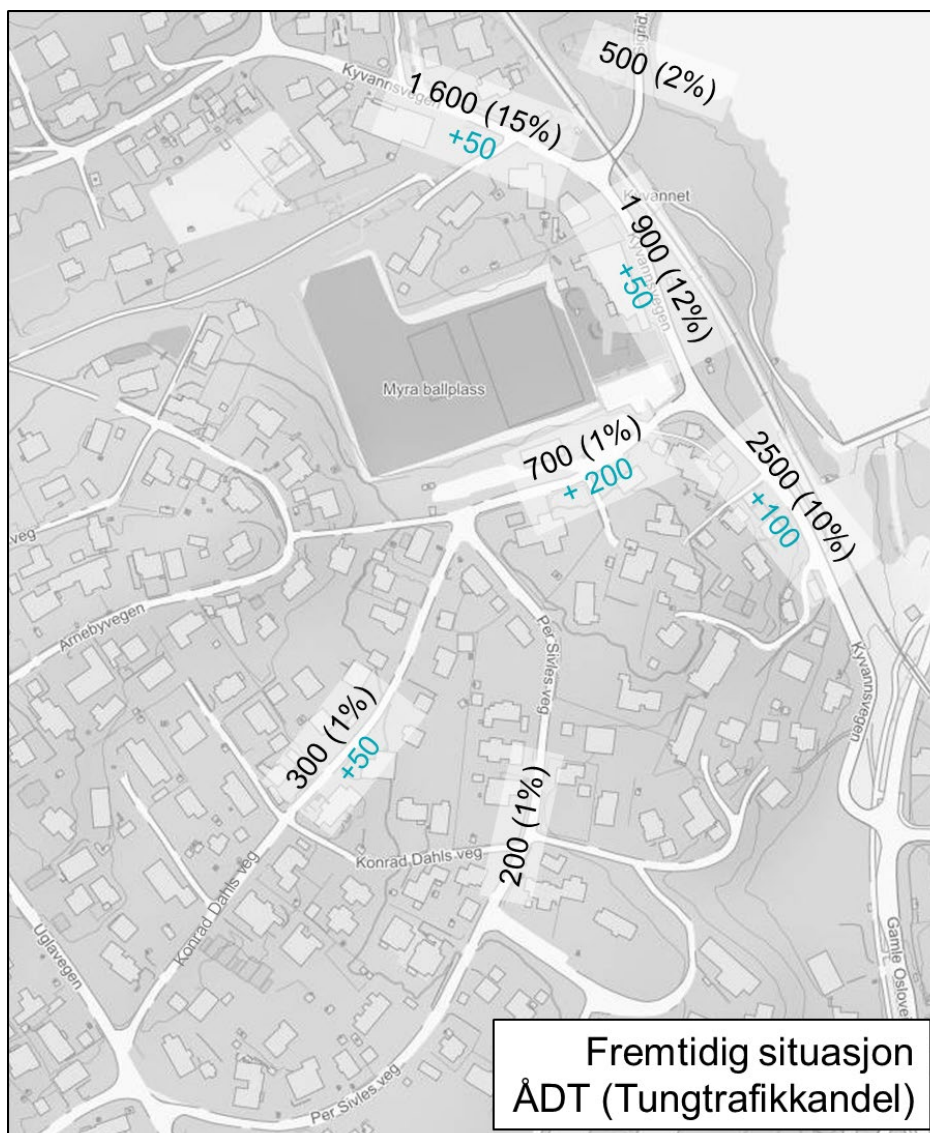 500 (2%)
Kyvannsvegen
1 600 (15%)
+50
Kyvannet
1 900 (12%)
Kyvannsvegen
+50
Myra ballplass
700 (1%)
+ 200
2500 (10%)
+100
veg
Arnebyvegen
Per Sivles veg
Kyvannsvegen
300 (1%)
+50
200 (1%)
Konrad Dahls veg
Konrad Dahls veg
Uglavegen
Gamle Oslove
Per Sivles veg
Fremtidig situasjon
ÅDT (Tungtrafikkandel)